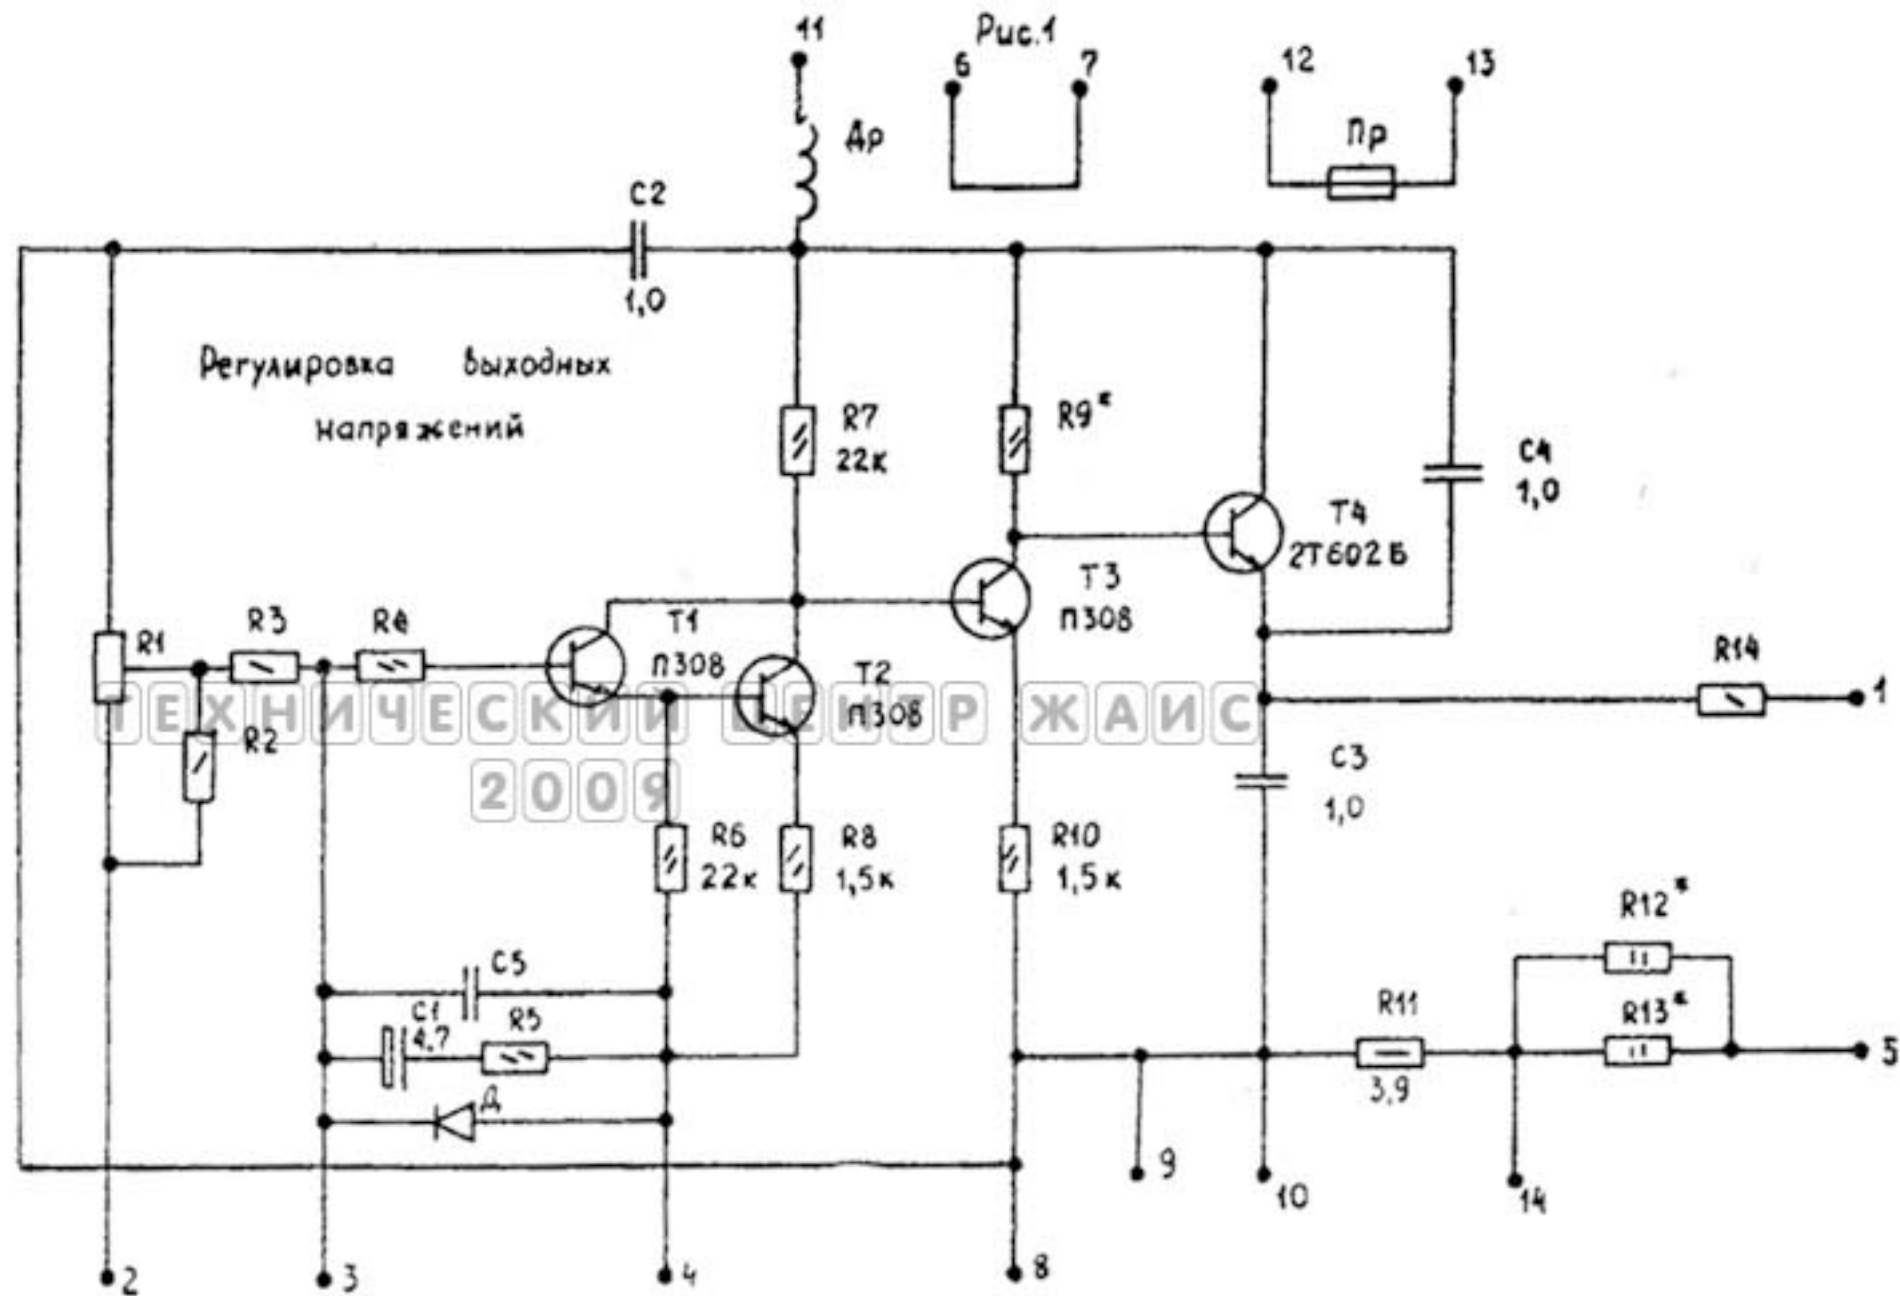 11
Рис.1
6
7
12
13
Др
Пр
C2
1,0
Регулировка выходных
напряжений
R7
22к
R9*
C4
1,0
T4
2Т602Б
T3
П308
R1
R3
R4
T1
П308
T2
П308
R14
1
ТЕХНИЧЕСКИЙ ЦЕНТР ЖАИС
2009
R2
C3
1,0
R6
22к
R8
1,5к
R10
1,5к
R12*
C5
C1
4,7
R5
R11
3,9
R13*
5
Д
9
10
14
2
3
4
8